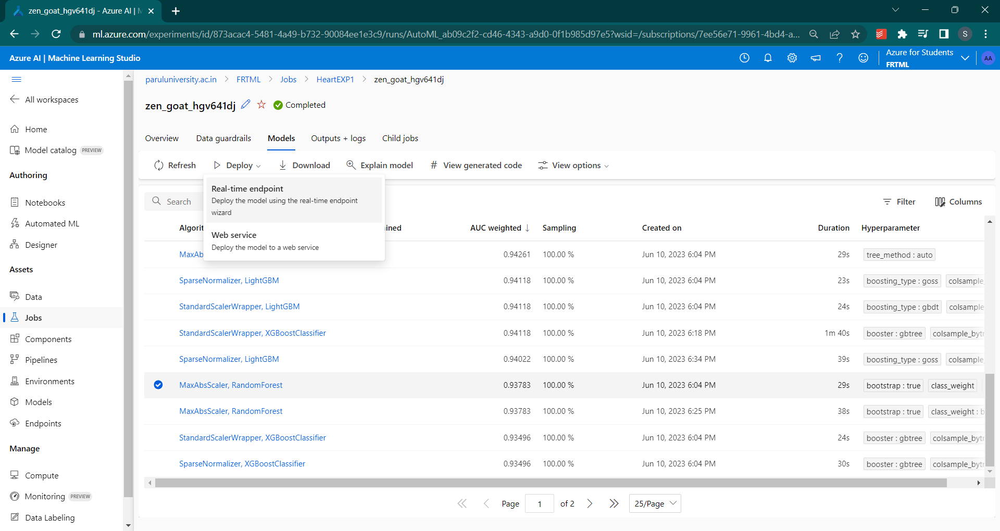 zen_goat_hgv641dj - Azure AI |
ml.azure.com/experiments/id/873acac4-5481-4a49-b732-90084ee1e3c9/runs/AutoML_ab09c2f2-cd46-4343-a9d0-0f1b985d97e5?wsid=/subscriptions/7ee56e71-9961-4bd4-a...
S
Azure AI | Machine Learning Studio
Azure for Students
FRTML
AA
All workspaces
Home
Model catalog PREVIEW
Authoring
Notebooks
Automated ML
Designer
Assets
Data
Jobs
Components
Pipelines
Environments
Models
Endpoints
Manage
Compute
Monitoring PREVIEW
Data Labeling
paruluniversity.ac.in > FRTML > Jobs > HeartEXP1 > zen_goat_hgv641dj
zen_goat_hgv641dj Completed
Overview Data guardrails Models Outputs + logs Child jobs
Refresh Deploy Download Explain model # View generated code View options
Real-time endpoint
Deploy the model using the real-time endpoint
wizard
Web service
Deploy the model to a web service
Search Filter Columns
Algorit ined AUC weighted ↓ Sampling Created on Duration Hyperparameter
MaxAb 0.94261 100.00 % Jun 10, 2023 6:04 PM 29s tree_method : auto
SparseNormalizer, LightGBM 0.94118 100.00 % Jun 10, 2023 6:04 PM 23s boosting_type : goss colsample
StandardScalerWrapper, LightGBM 0.94118 100.00 % Jun 10, 2023 6:04 PM 24s boosting_type : gbdt colsample
StandardScalerWrapper, XGBoostClassifier 0.94118 100.00 % Jun 10, 2023 6:18 PM 1m 40s booster : gbtree colsample_bytr
SparseNormalizer, LightGBM 0.94022 100.00 % Jun 10, 2023 6:34 PM 39s boosting_type : goss colsample
MaxAbsScaler, RandomForest 0.93783 100.00 % Jun 10, 2023 6:04 PM 29s bootstrap : true class_weight
MaxAbsScaler, RandomForest 0.93783 100.00 % Jun 10, 2023 6:25 PM 38s bootstrap : true class_weight : b
StandardScalerWrapper, XGBoostClassifier 0.93496 100.00 % Jun 10, 2023 6:04 PM 24s booster : gbtree colsample_bytr
SparseNormalizer, XGBoostClassifier 0.93496 100.00 % Jun 10, 2023 6:04 PM 30s booster : gbtree colsample_bytr
Page 1 of 2 25/Page